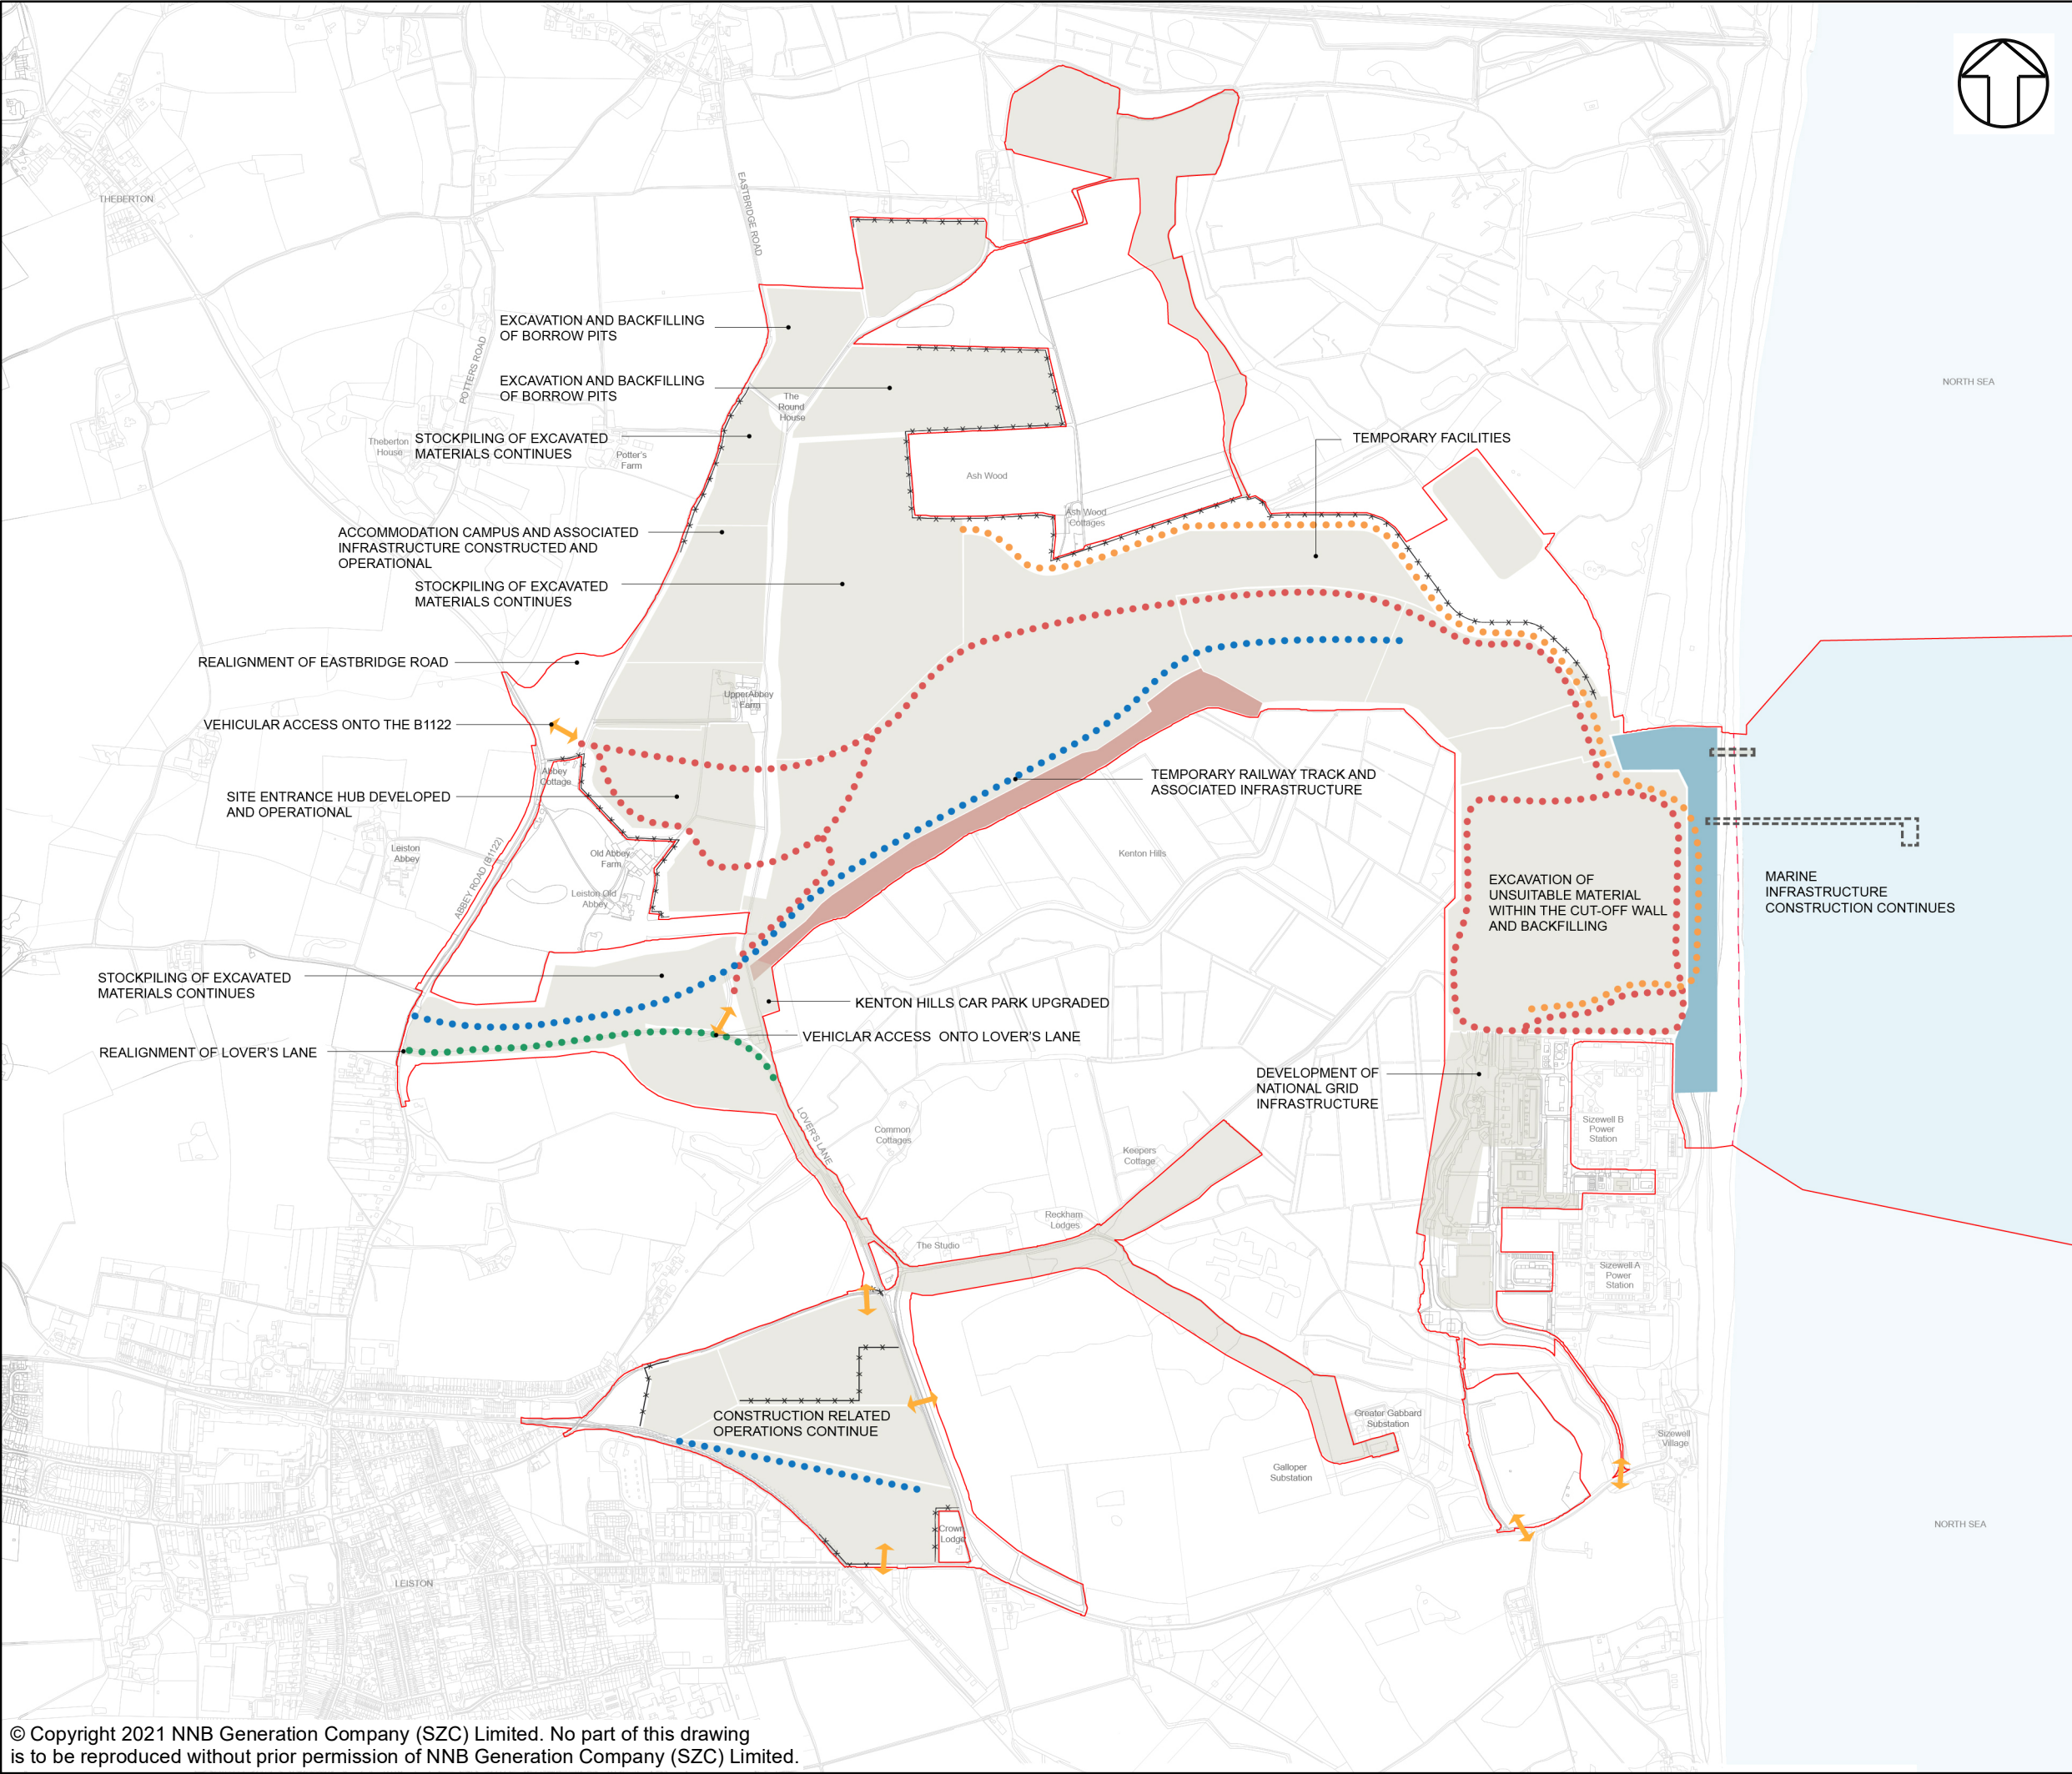 THEBERTON
EASTBRIDGE ROAD
POTTERS ROAD
NORTH SEA
EXCAVATION AND BACKFILLING
OF BORROW PITS
EXCAVATION AND BACKFILLING
OF BORROW PITS
The
Round
House
Theberton
House
STOCKPILING OF EXCAVATED
MATERIALS CONTINUES
Potter's
Farm
TEMPORARY FACILITIES
Ash Wood
Ash Wood
Cottages
ACCOMMODATION CAMPUS AND ASSOCIATED
INFRASTRUCTURE CONSTRUCTED AND
OPERATIONAL
STOCKPILING OF EXCAVATED
MATERIALS CONTINUES
REALIGNMENT OF EASTBRIDGE ROAD
UpperAbbey
Farm
VEHICULAR ACCESS ONTO THE B1122
Abbey
Cottage
SITE ENTRANCE HUB DEVELOPED
AND OPERATIONAL
TEMPORARY RAILWAY TRACK AND
ASSOCIATED INFRASTRUCTURE
Leiston
Abbey
ABBEY ROAD (B1122)
Old Abbey
Farm
Leiston Old
Abbey
Kenton Hills
EXCAVATION OF
UNSUITABLE MATERIAL
WITHIN THE CUT-OFF WALL
AND BACKFILLING
MARINE
INFRASTRUCTURE
CONSTRUCTION CONTINUES
STOCKPILING OF EXCAVATED
MATERIALS CONTINUES
KENTON HILLS CAR PARK UPGRADED
VEHICLAR ACCESS  ONTO LOVER'S LANE
REALIGNMENT OF LOVER'S LANE
DEVELOPMENT OF
NATIONAL GRID
INFRASTRUCTURE
LOVER'S LANE
Common
Cottages
Sizewell B
Power
Station
Keepers
Cottage
Reckham
Lodges
The Studio
Sizewell A
Power
Station
CONSTRUCTION RELATED
OPERATIONS CONTINUE
Greater Gabbard
Substation
Galloper
Substation
Sizewell
Village
Crown
Lodge
NORTH SEA
LEISTON
© Copyright 2021 NNB Generation Company (SZC) Limited. No part of this drawing
is to be reproduced without prior permission of NNB Generation Company (SZC) Limited.